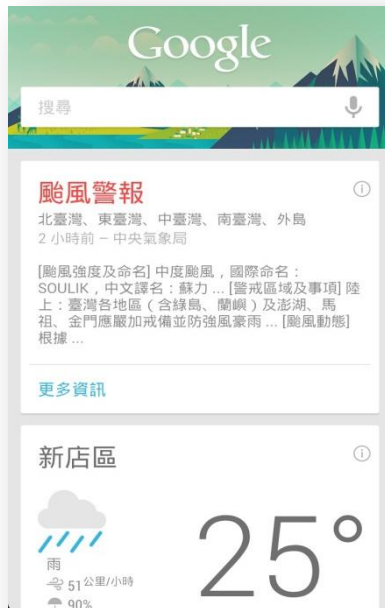 Google
搜尋
颱風警報
北臺灣、東臺灣、中臺灣、南臺灣、外島
2 小時前 – 中央氣象局
[颱風強度及命名] 中度颱風，國際命名：
SOULIK，中文譯名：蘇力 ... [警戒區域及事項] 陸
上：臺灣各地區（含綠島、蘭嶼）及澎湖、馬
祖、金門應嚴加戒備並防強風豪雨 ... [颱風動態]
根據 ...
更多資訊
新店區
25°
雨
51 公里/小時
90%